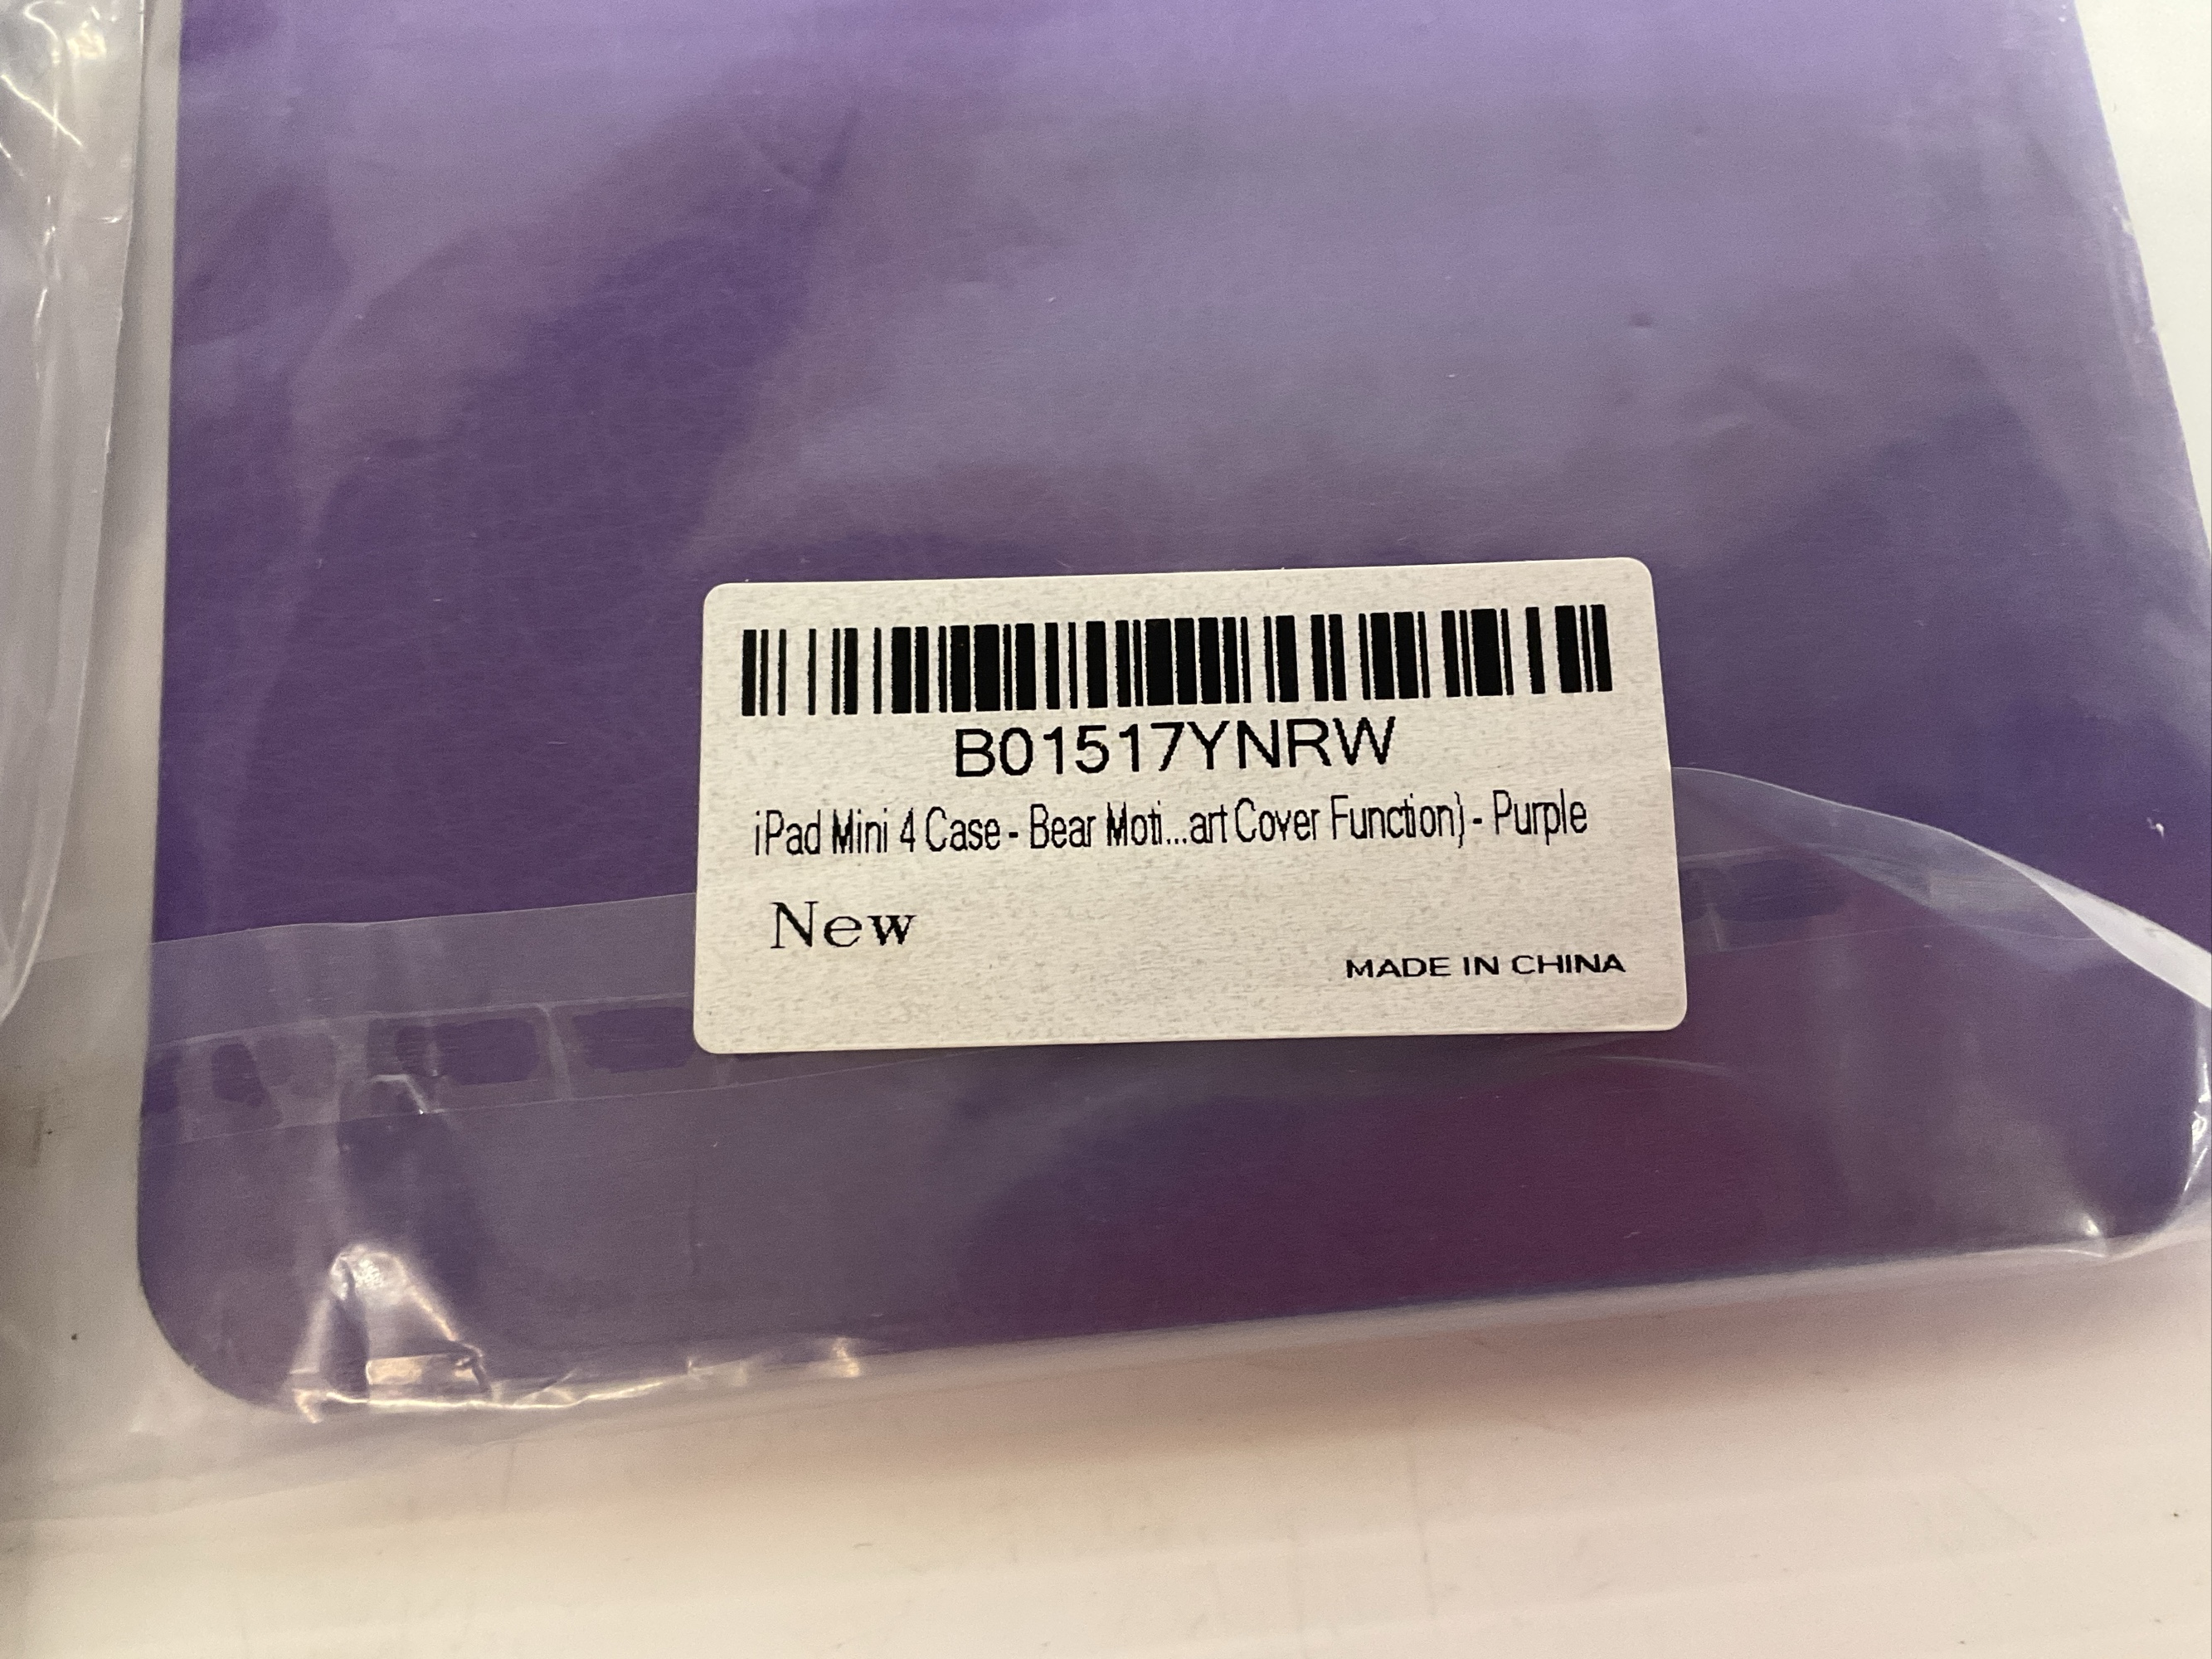 B01517YNRW
iPad Mini 4 Case - Bear Moti...art Cover Function) - Purple
New
MADE IN CHINA